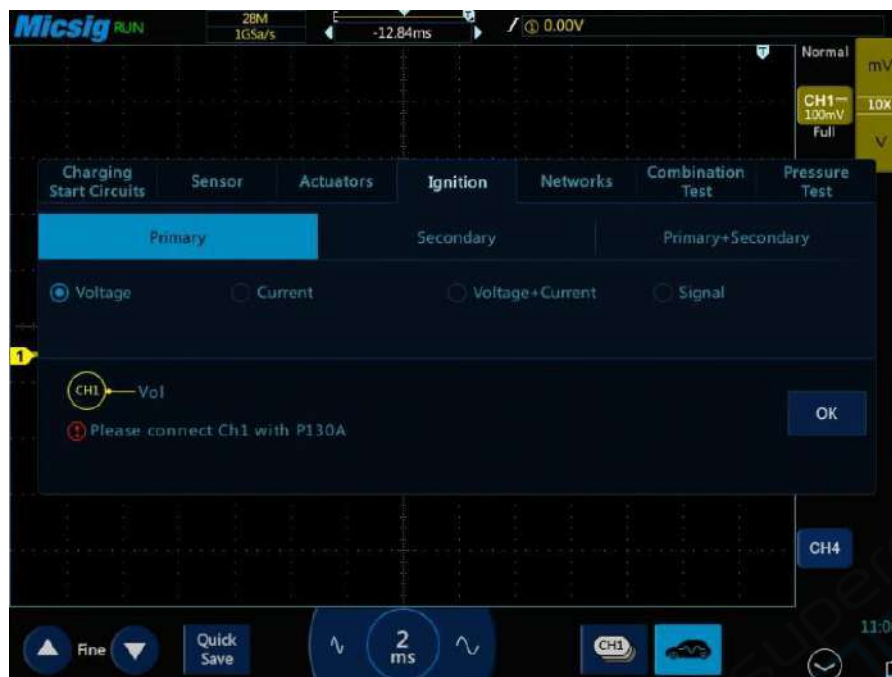 Micsig RUN
28M
1GSa/s
E
-12.84ms
T
① 0.00V
T
Normal
mV
CH1
100mV
Full
10X
V
Charging
Start Circuits
Sensor
Actuators
Ignition
Networks
Combination
Test
Pressure
Test
Primary
Secondary
Primary+Secondary
Voltage
Current
Voltage+Current
Signal
1
CH1
Vol
Please connect Ch1 with P130A
OK
CH4
Fine
Quick
Save
2
ms
CH1